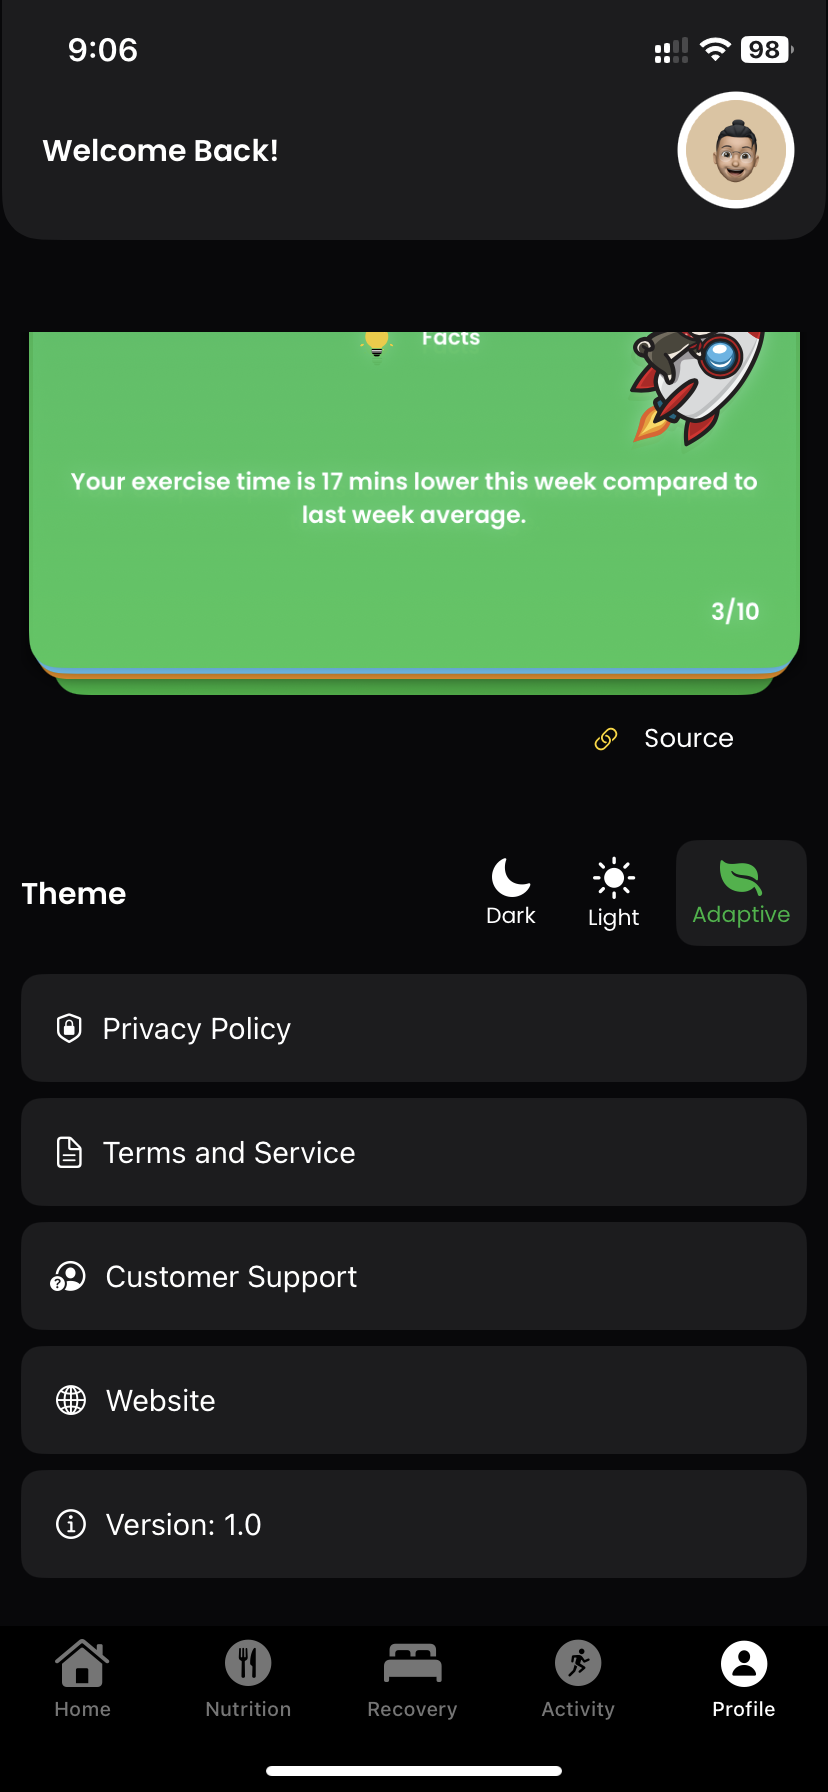 9:06
98
Welcome Back!
Facts
Your exercise time is 17 mins lower this week compared to
last week average.
3/10
Source
Theme
Dark
Light
Adaptive
Privacy Policy
Terms and Service
Customer Support
Website
Version: 1.0
Home
Nutrition
Recovery
Activity
Profile